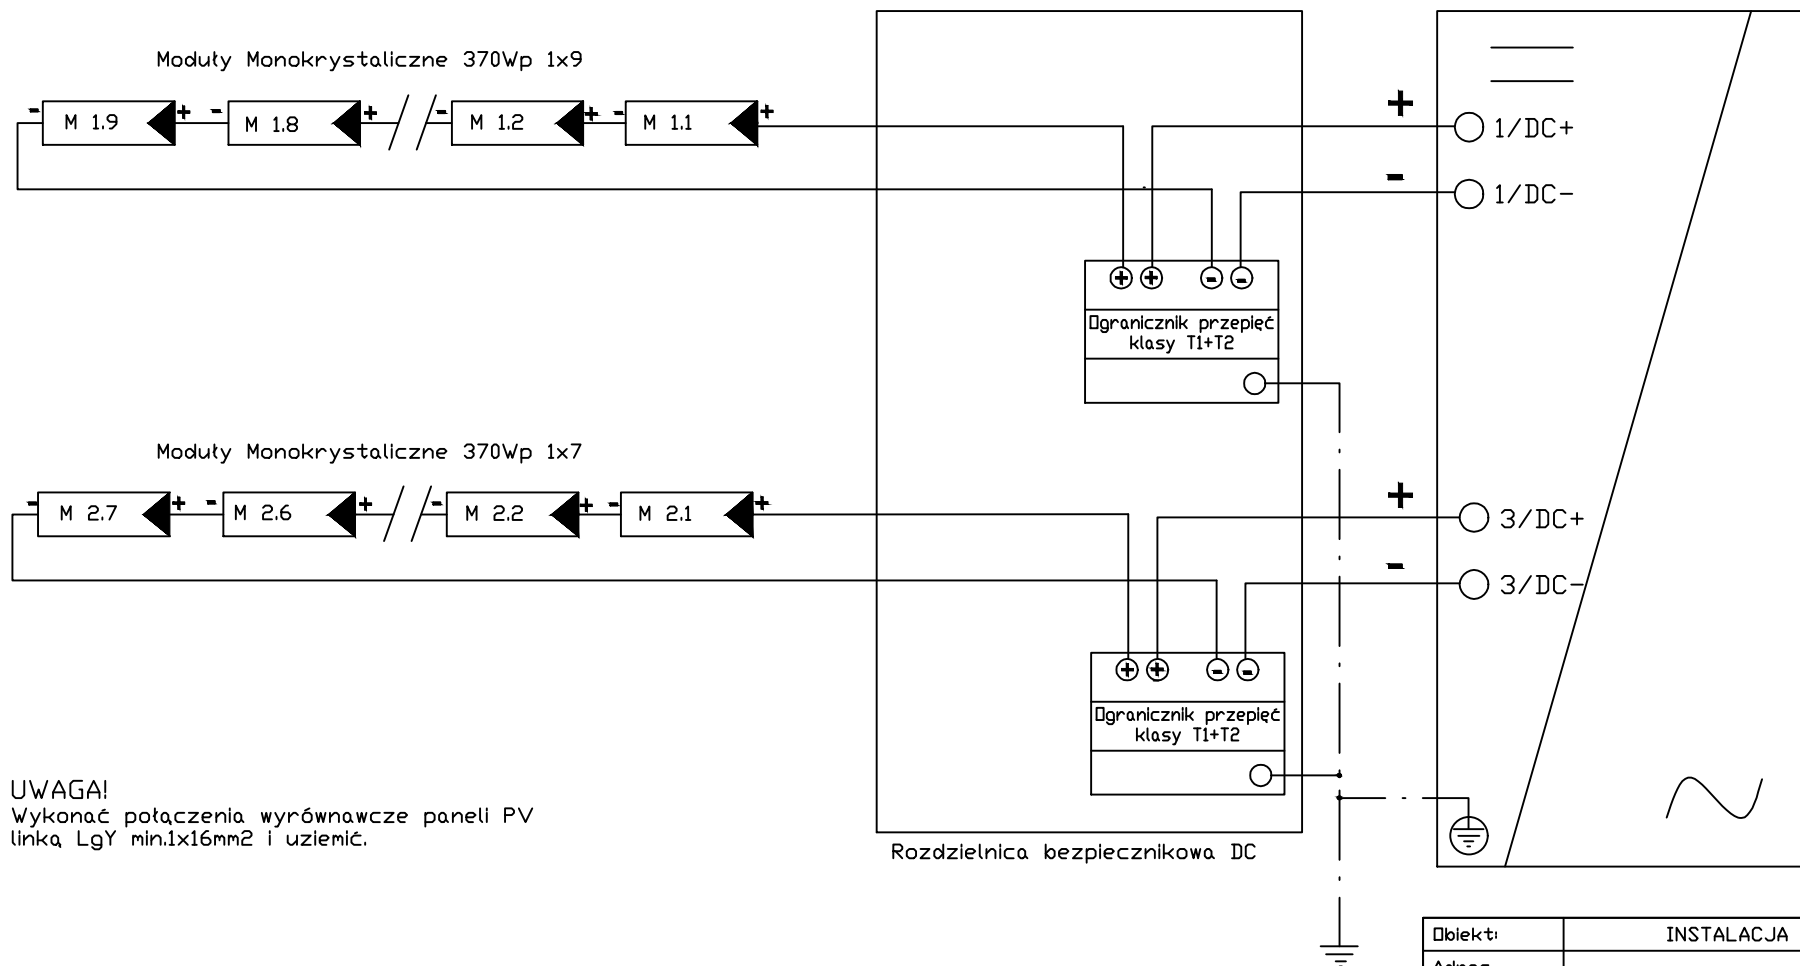 Moduły Monokrystaliczne 370Wp 1x9
- M 1.9 + - M 1.8 + - M 1.2 + - M 1.1 +
+
1/DC+
-
1/DC-
+ + - -
Ogranicznik przepięć
klasy T1+T2
Moduły Monokrystaliczne 370Wp 1x7
- M 2.7 + - M 2.6 + - M 2.2 + - M 2.1 +
+
3/DC+
-
3/DC-
+ + - -
Ogranicznik przepięć
klasy T1+T2
UWAGA!
Wykonać połączenia wyrównawcze paneli PV
linką LgY min.1x16mm2 i uziemić.
Rozdzielnica bezpiecznikowa DC
Obiekt: INSTALACJA